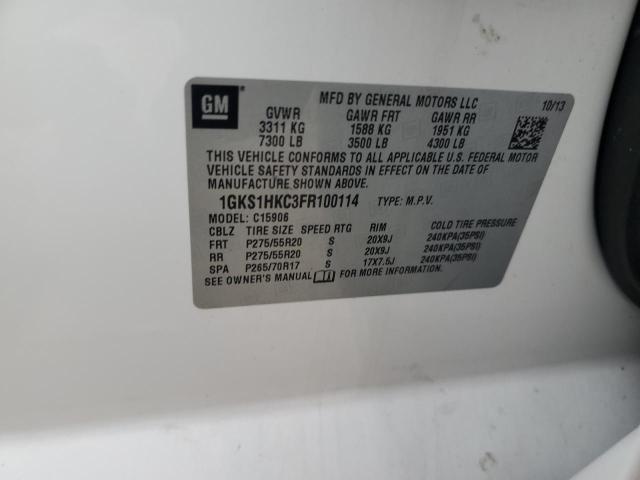 GM
MFD BY GENERAL MOTORS LLC 10/13
GVWR GAWR FRT GAWR RR
3311 KG 1588 KG 1951 KG
7300 LB 3500 LB 4300 LB
THIS VEHICLE CONFORMS TO ALL APPLICABLE U.S. FEDERAL MOTOR
VEHICLE SAFETY STANDARDS IN EFFECT ON THE DATE OF
MANUFACTURE SHOWN ABOVE.
1GKS1HKC3FR100114 TYPE: M.P.V.
MODEL: C15906
CBLZ TIRE SIZE SPEED RTG RIM COLD TIRE PRESSURE
FRT P275/55R20 S 20X9J 240KPA(35PSI)
RR P275/55R20 S 20X9J 240KPA(35PSI)
SPA P265/70R17 S 17X7.5J 240KPA(35PSI)
SEE OWNER'S MANUAL FOR MORE INFORMATION.